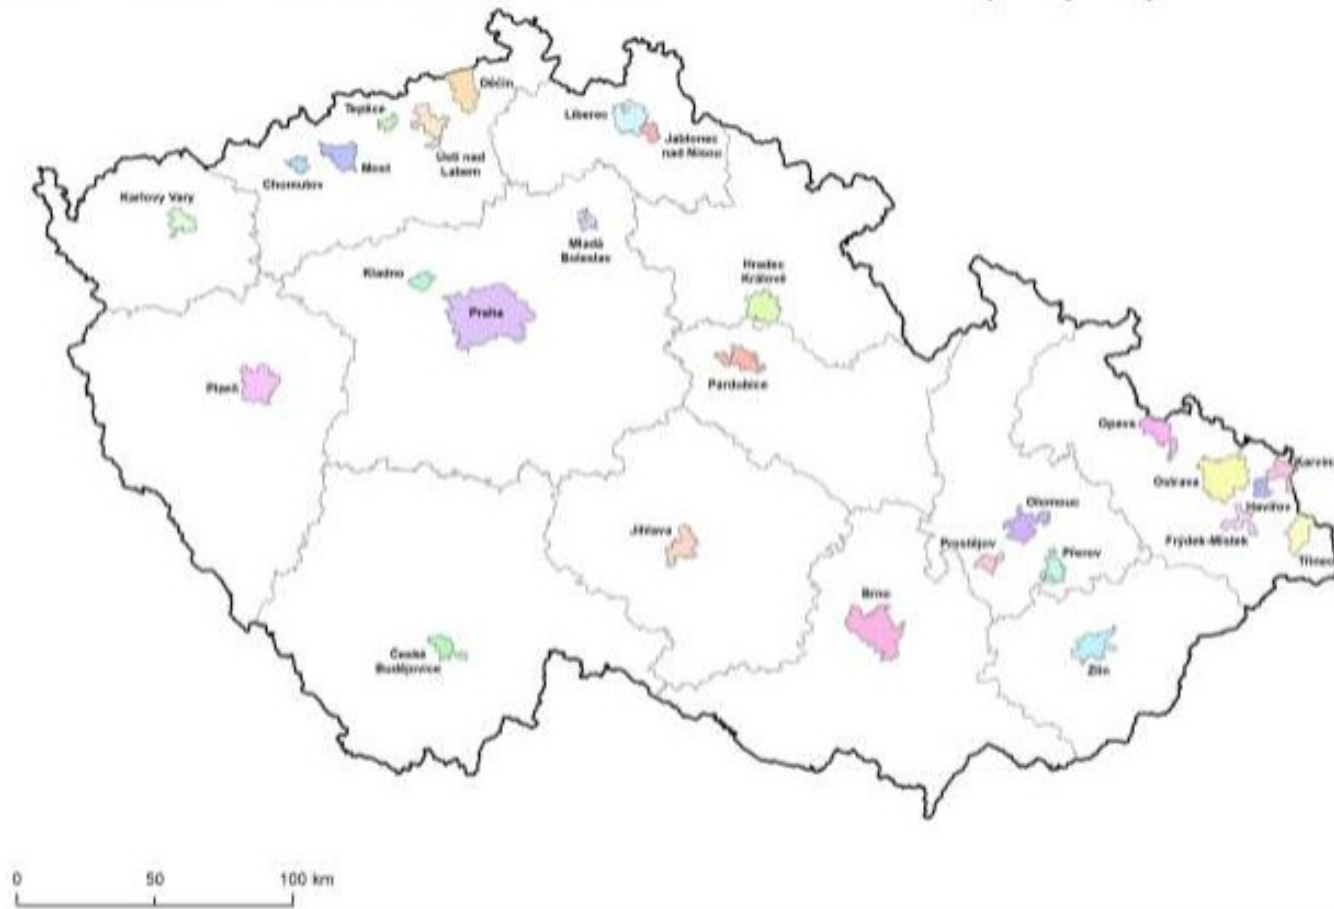 Děčín
Teplice
Ústí nad
Labem
Most
Chomutov
Liberec
Jablonec
nad Nisou
Karlovy Vary
Mladá
Boleslav
Kladno
Praha
Hradec
Králové
Pardubice
Plzeň
Opava
Karviná
Ostrava
Havířov
Frýdek-Místek
Třinec
Olomouc
Prostějov
Přerov
Jihlava
Brno
Zlín
České
Budějovice
0 50 100 km